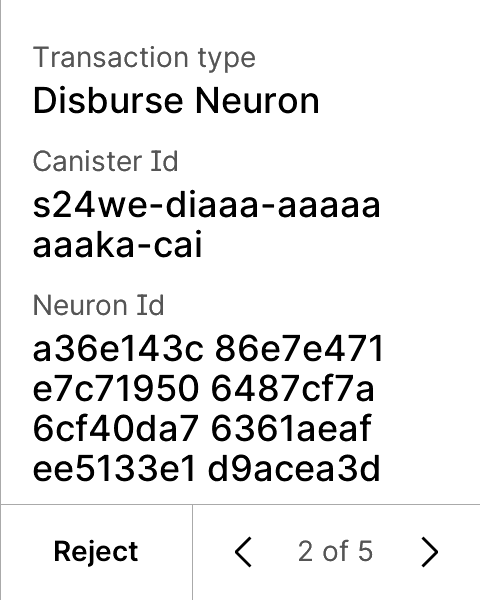 Transaction type
Disburse Neuron
Canister Id
s24we-diaaa-aaaaa
aaaka-cai
Neuron Id
a36e143c 86e7e471
e7c71950 6487cf7a
6cf40da7 6361aeaf
ee5133e1 d9acea3d
Reject
2 of 5